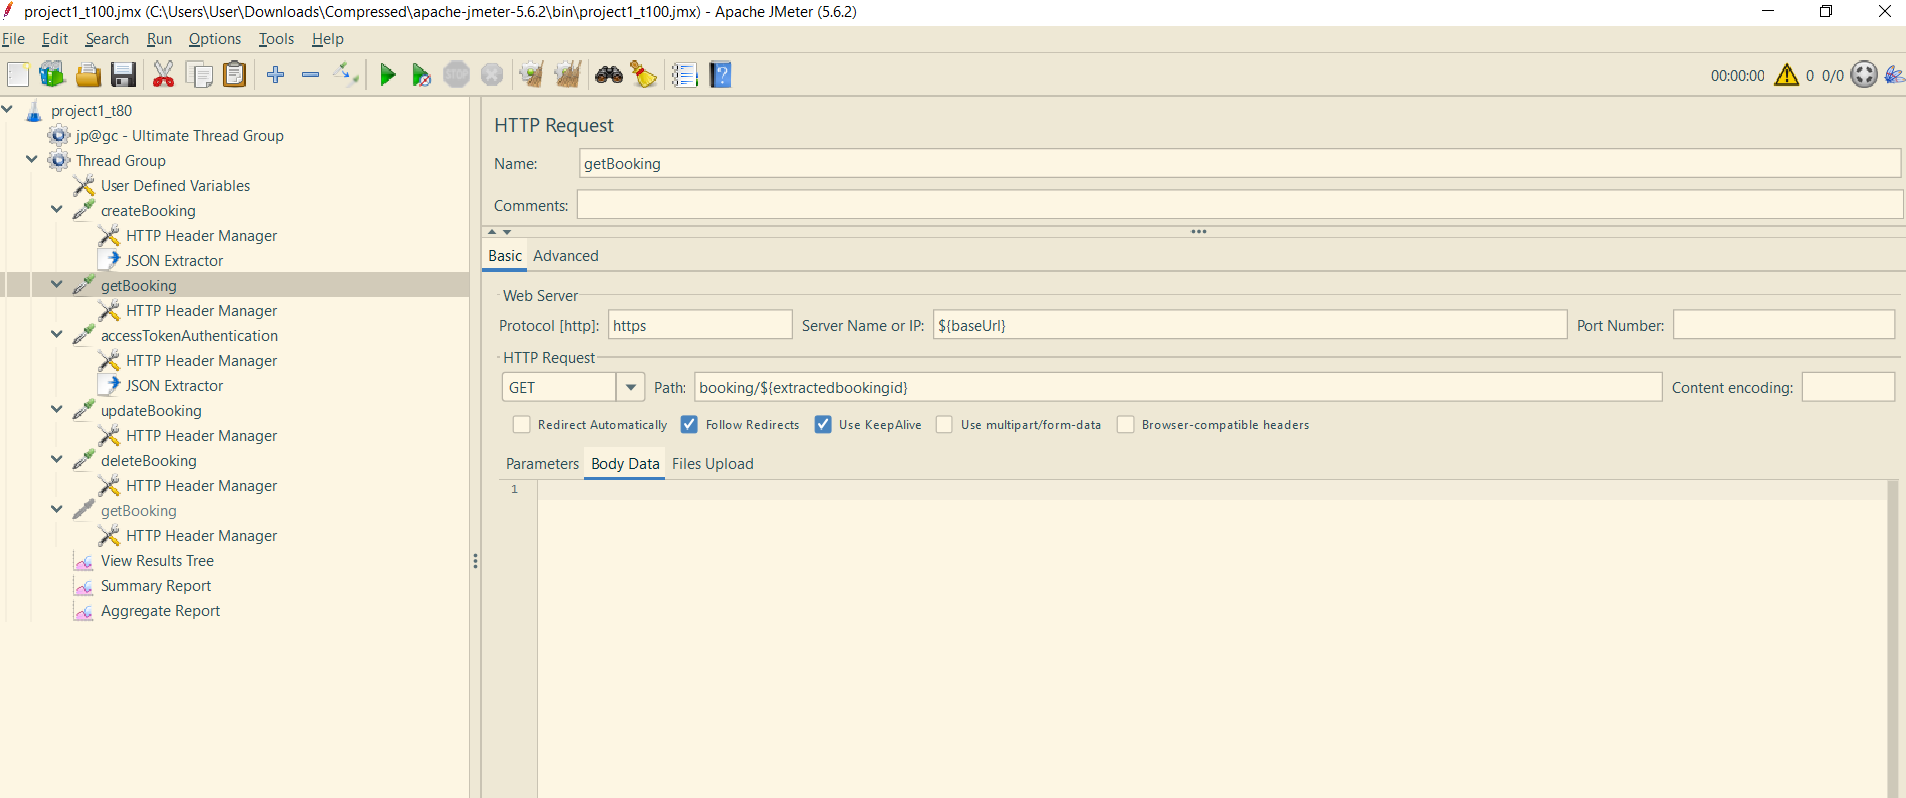 project1_t100.jmx (C:\Users\User\Downloads\Compressed\apache-jmeter-5.6.2\bin\project1_t100.jmx) - Apache JMeter (5.6.2)
File Edit Search Run Options Tools Help
STOP ? 00:00:00 0 0/0
project1_t80
jp@gc - Ultimate Thread Group
Thread Group
User Defined Variables
createBooking
HTTP Header Manager
JSON Extractor
getBooking
HTTP Header Manager
accessTokenAuthentication
HTTP Header Manager
JSON Extractor
updateBooking
HTTP Header Manager
deleteBooking
HTTP Header Manager
getBooking
HTTP Header Manager
View Results Tree
Summary Report
Aggregate Report
HTTP Request
Name: getBooking
Comments:
Basic Advanced
Web Server
Protocol [http]: https Server Name or IP: ${baseUrl} Port Number:
HTTP Request
GET Path: booking/${extractedbookingid} Content encoding:
Redirect Automatically Follow Redirects Use KeepAlive Use multipart/form-data Browser-compatible headers
Parameters Body Data Files Upload
1